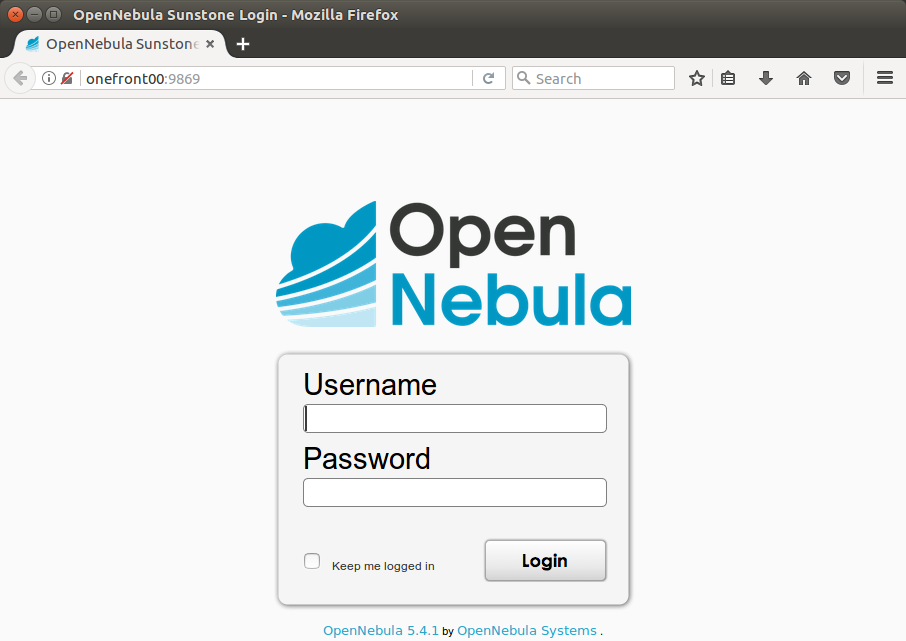 OpenNebula Sunstone Login - Mozilla Firefox
OpenNebula Sunstone
onefront00:9869
Search
Open
Nebula
Username
Password
Keep me logged in
Login
OpenNebula 5.4.1 by OpenNebula Systems .